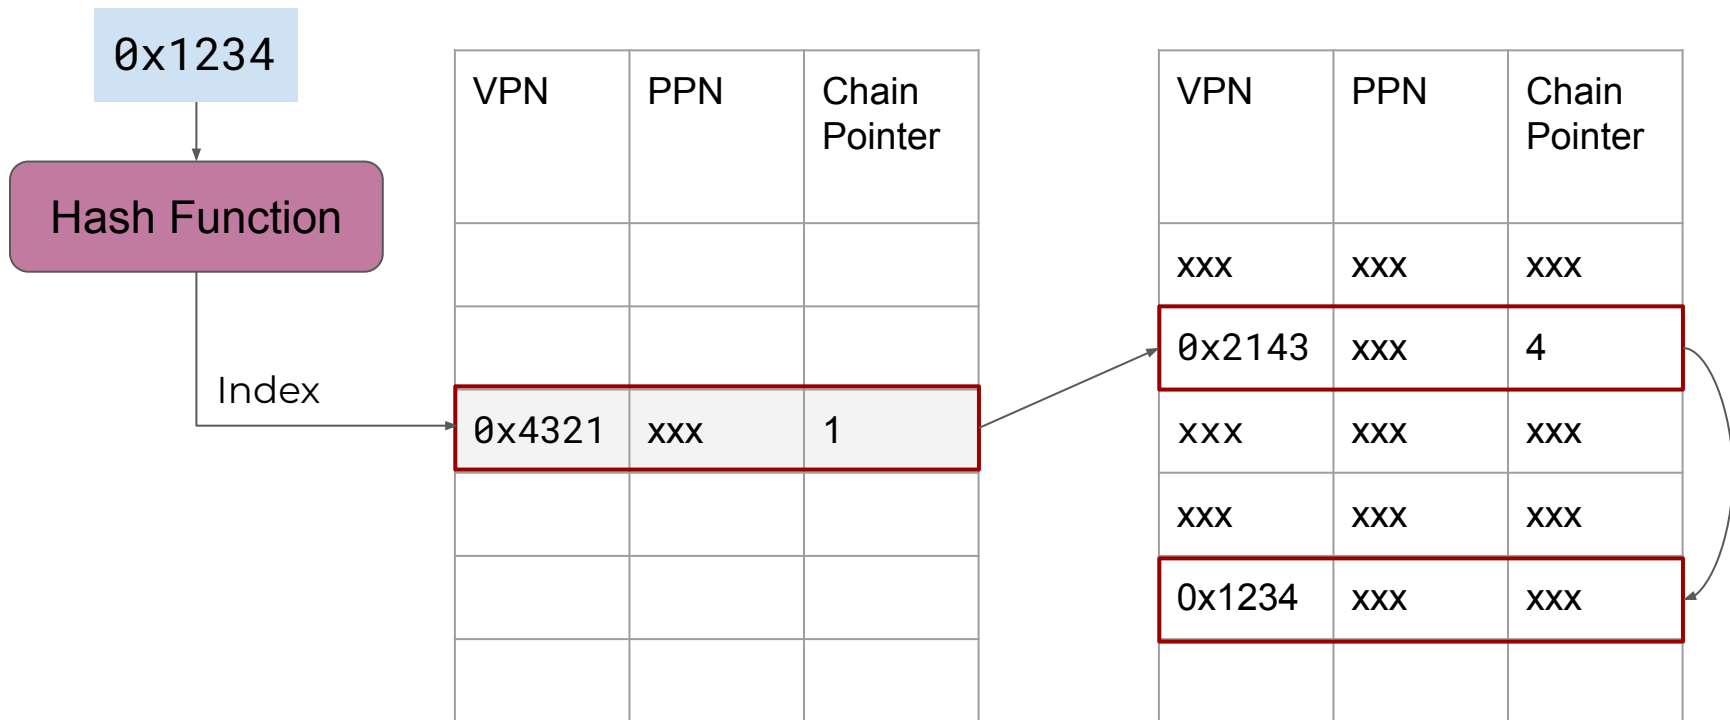 0x1234
Hash Function
Index
VPN PPN Chain
Pointer
0x4321 xxx 1
VPN PPN Chain
Pointer
xxx xxx xxx
0x2143 xxx 4
xxx xxx xxx
xxx xxx xxx
0x1234 xxx xxx